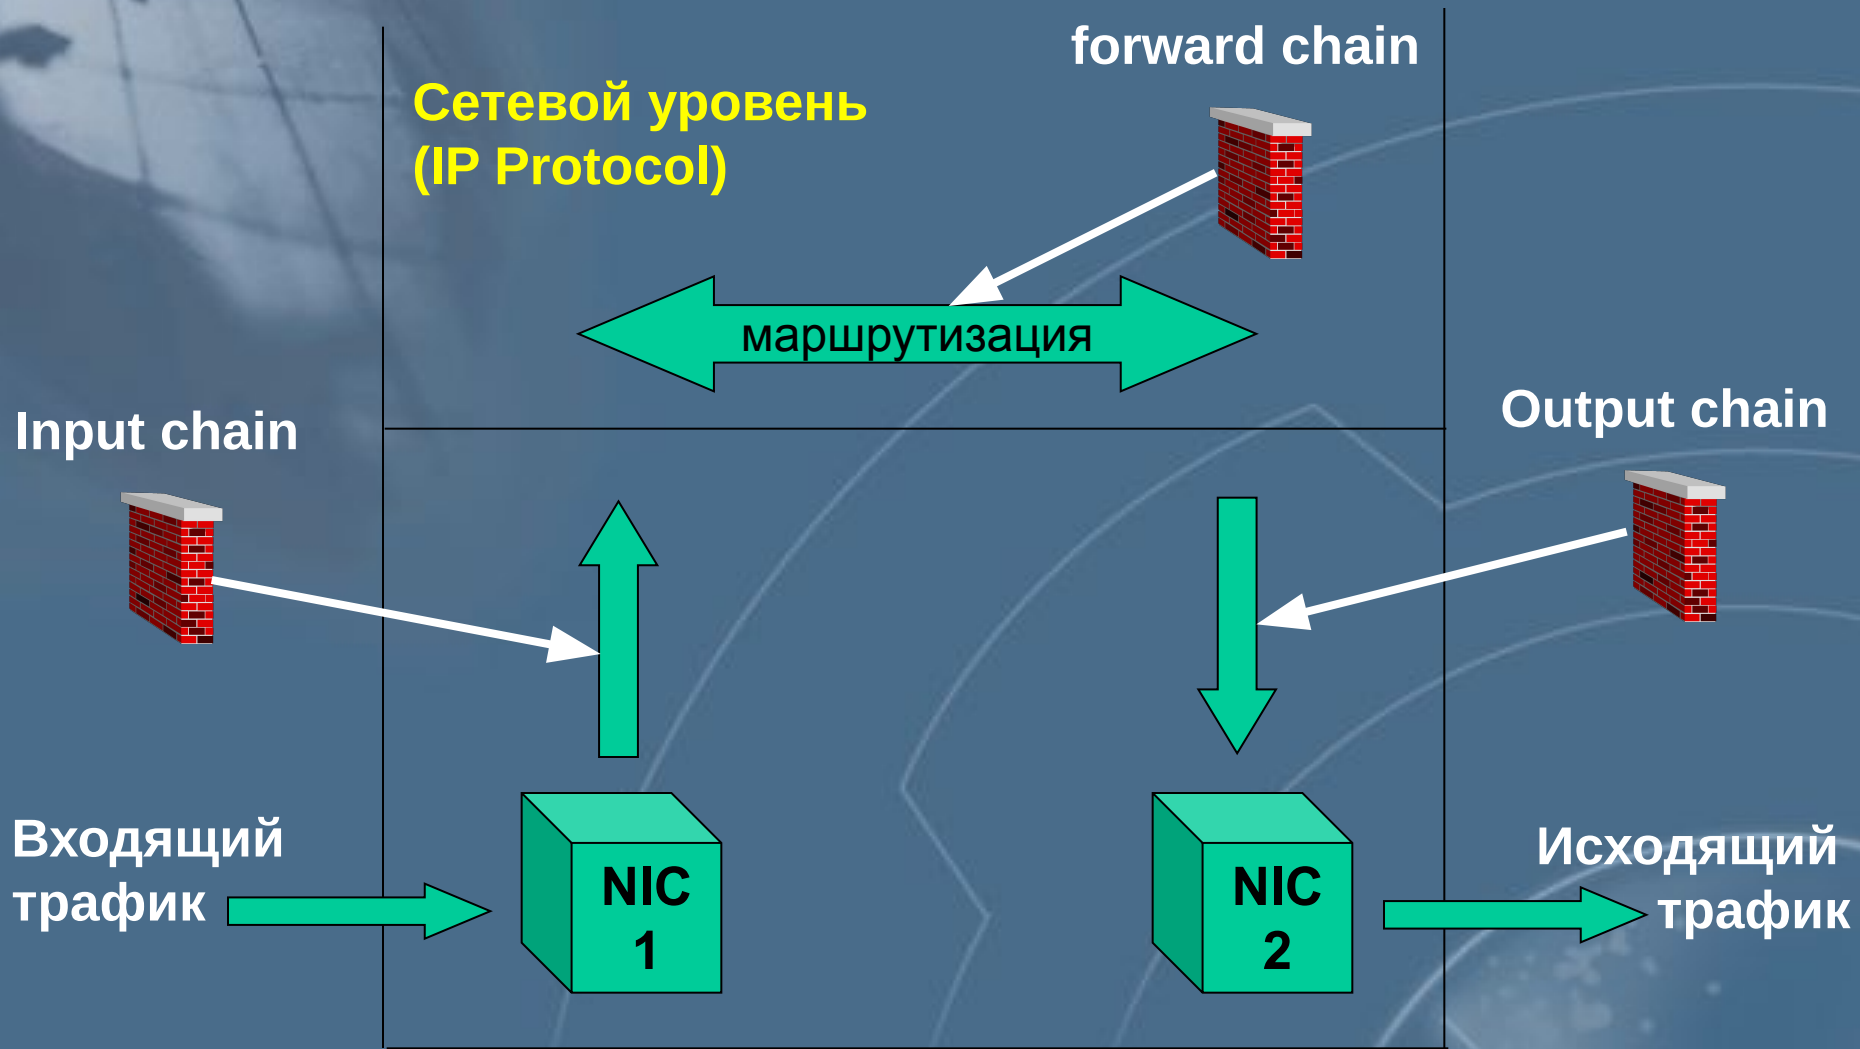 forward chain
Сетевой уровень
(IP Protocol)
маршрутизация
Input chain
Output chain
Входящий
трафик
NIC
1
NIC
2
Исходящий
трафик